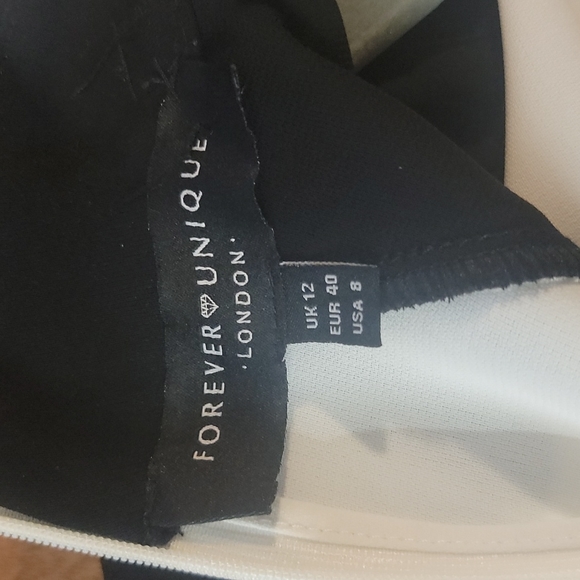 FOREVER UNIQUE
·LONDON·
UK 12
EUR 40
USA 8